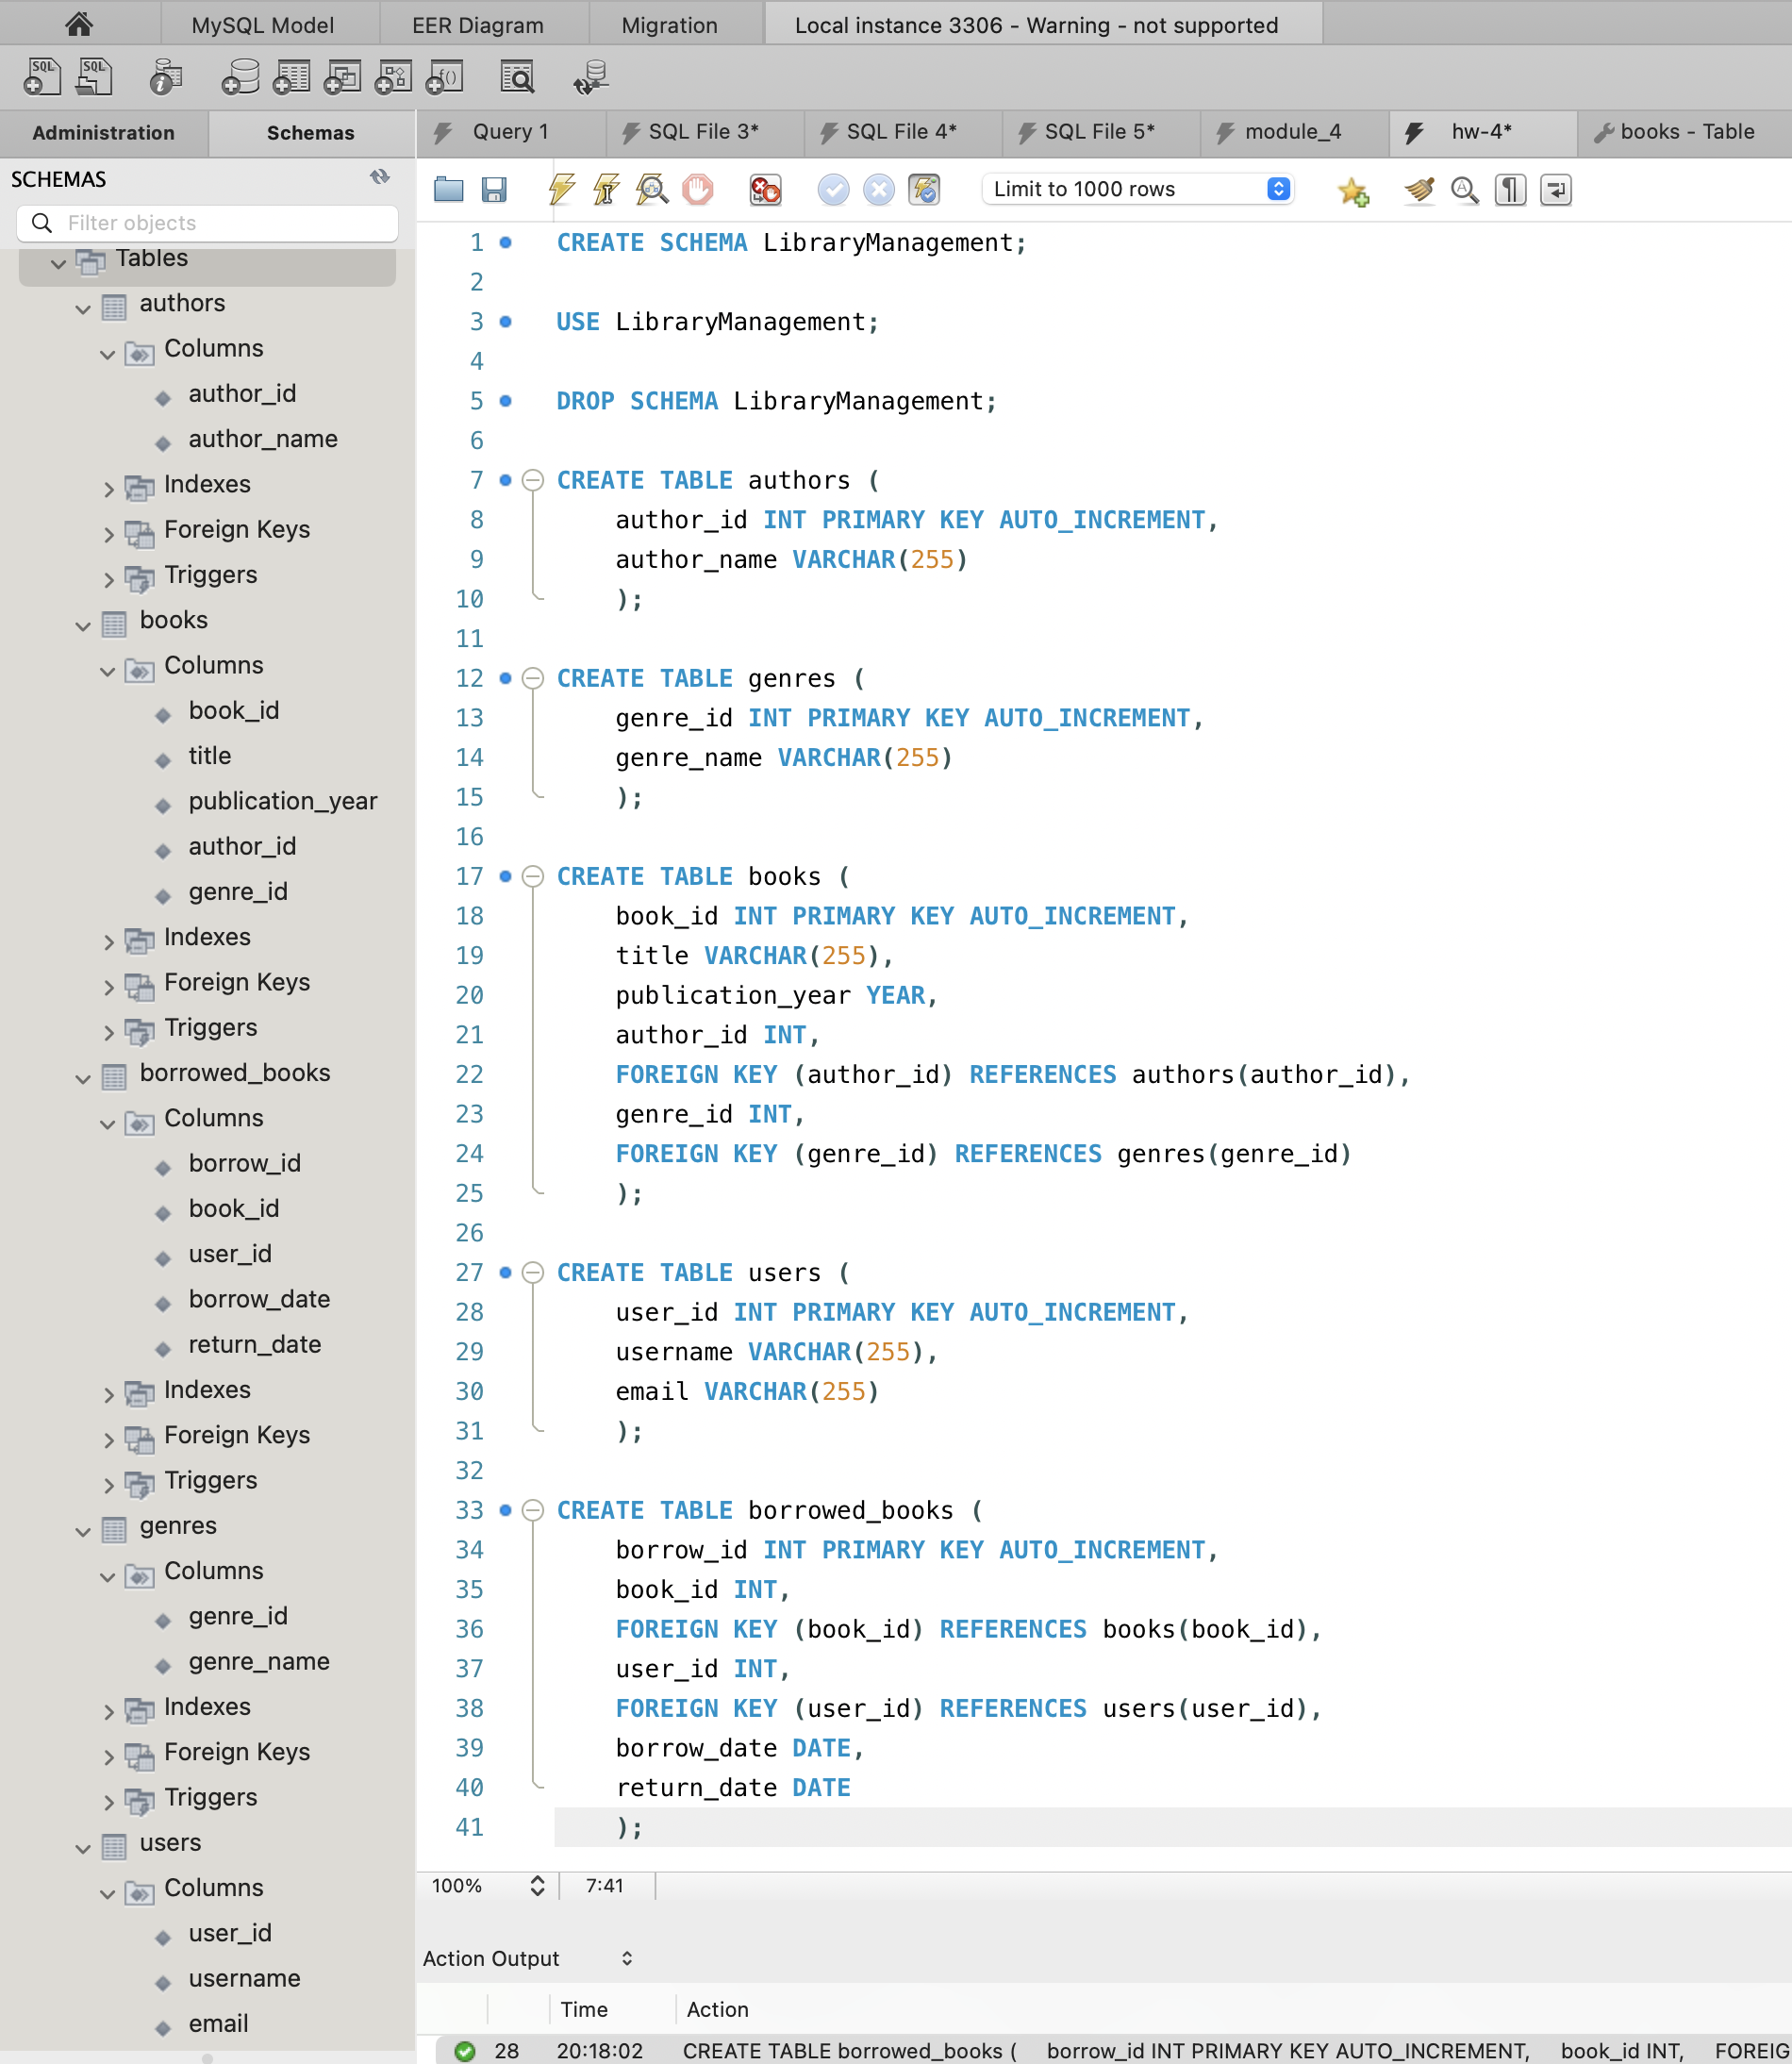 MySQL Model EER Diagram Migration Local instance 3306 - Warning - not supported
SQL SQL i f()
Administration Schemas Query 1 SQL File 3* SQL File 4* SQL File 5* module_4 hw-4* books - Table
SCHEMAS
Filter objects
Tables
authors
Columns
author_id
author_name
Indexes
Foreign Keys
Triggers
books
Columns
book_id
title
publication_year
author_id
genre_id
Indexes
Foreign Keys
Triggers
borrowed_books
Columns
borrow_id
book_id
user_id
borrow_date
return_date
Indexes
Foreign Keys
Triggers
genres
Columns
genre_id
genre_name
Indexes
Foreign Keys
Triggers
users
Columns
user_id
username
email
Limit to 1000 rows
1 CREATE SCHEMA LibraryManagement;
2
3 USE LibraryManagement;
4
5 DROP SCHEMA LibraryManagement;
6
7 CREATE TABLE authors (
8 author_id INT PRIMARY KEY AUTO_INCREMENT,
9 author_name VARCHAR(255)
10 );
11
12 CREATE TABLE genres (
13 genre_id INT PRIMARY KEY AUTO_INCREMENT,
14 genre_name VARCHAR(255)
15 );
16
17 CREATE TABLE books (
18 book_id INT PRIMARY KEY AUTO_INCREMENT,
19 title VARCHAR(255),
20 publication_year YEAR,
21 author_id INT,
22 FOREIGN KEY (author_id) REFERENCES authors(author_id),
23 genre_id INT,
24 FOREIGN KEY (genre_id) REFERENCES genres(genre_id)
25 );
26
27 CREATE TABLE users (
28 user_id INT PRIMARY KEY AUTO_INCREMENT,
29 username VARCHAR(255),
30 email VARCHAR(255)
31 );
32
33 CREATE TABLE borrowed_books (
34 borrow_id INT PRIMARY KEY AUTO_INCREMENT,
35 book_id INT,
36 FOREIGN KEY (book_id) REFERENCES books(book_id),
37 user_id INT,
38 FOREIGN KEY (user_id) REFERENCES users(user_id),
39 borrow_date DATE,
40 return_date DATE
41 );
100% 7:41
Action Output
Time Action
28 20:18:02 CREATE TABLE borrowed_books ( borrow_id INT PRIMARY KEY AUTO_INCREMENT, book_id INT, FOREIG